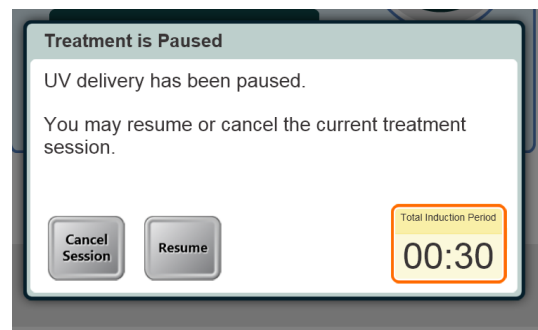 Treatment is Paused
UV delivery has been paused.
You may resume or cancel the current treatment
session.
Cancel
Session
Resume
Total Induction Period
00:30